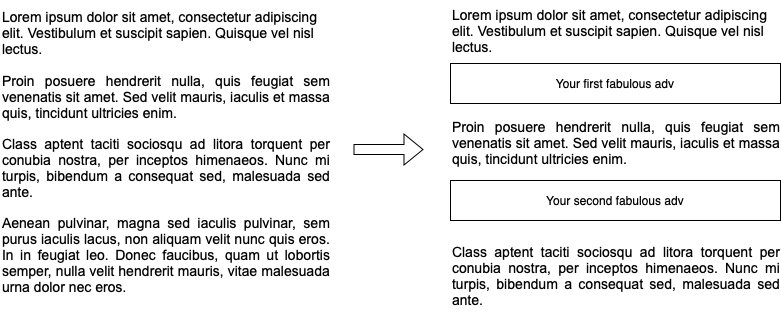 Lorem ipsum dolor sit amet, consectetur adipiscing
elit. Vestibulum et suscipit sapien. Quisque vel nisl
lectus.
Proin posuere hendrerit nulla, quis feugiat sem
venenatis sit amet. Sed velit mauris, iaculis et massa
quis, tincidunt ultricies enim.
Class aptent taciti sociosqu ad litora torquent per
conubia nostra, per inceptos himenaeos. Nunc mi
turpis, bibendum a consequat sed, malesuada sed
ante.
Aenean pulvinar, magna sed iaculis pulvinar, sem
purus iaculis lacus, non aliquam velit nunc quis eros.
In in feugiat leo. Donec faucibus, quam ut lobortis
semper, nulla velit hendrerit mauris, vitae malesuada
urna dolor nec eros.
Lorem ipsum dolor sit amet, consectetur adipiscing
elit. Vestibulum et suscipit sapien. Quisque vel nisl
lectus.
Your first fabulous adv
Proin posuere hendrerit nulla, quis feugiat sem
venenatis sit amet. Sed velit mauris, iaculis et massa
quis, tincidunt ultricies enim.
Your second fabulous adv
Class aptent taciti sociosqu ad litora torquent per
conubia nostra, per inceptos himenaeos. Nunc mi
turpis, bibendum a consequat sed, malesuada sed
ante.